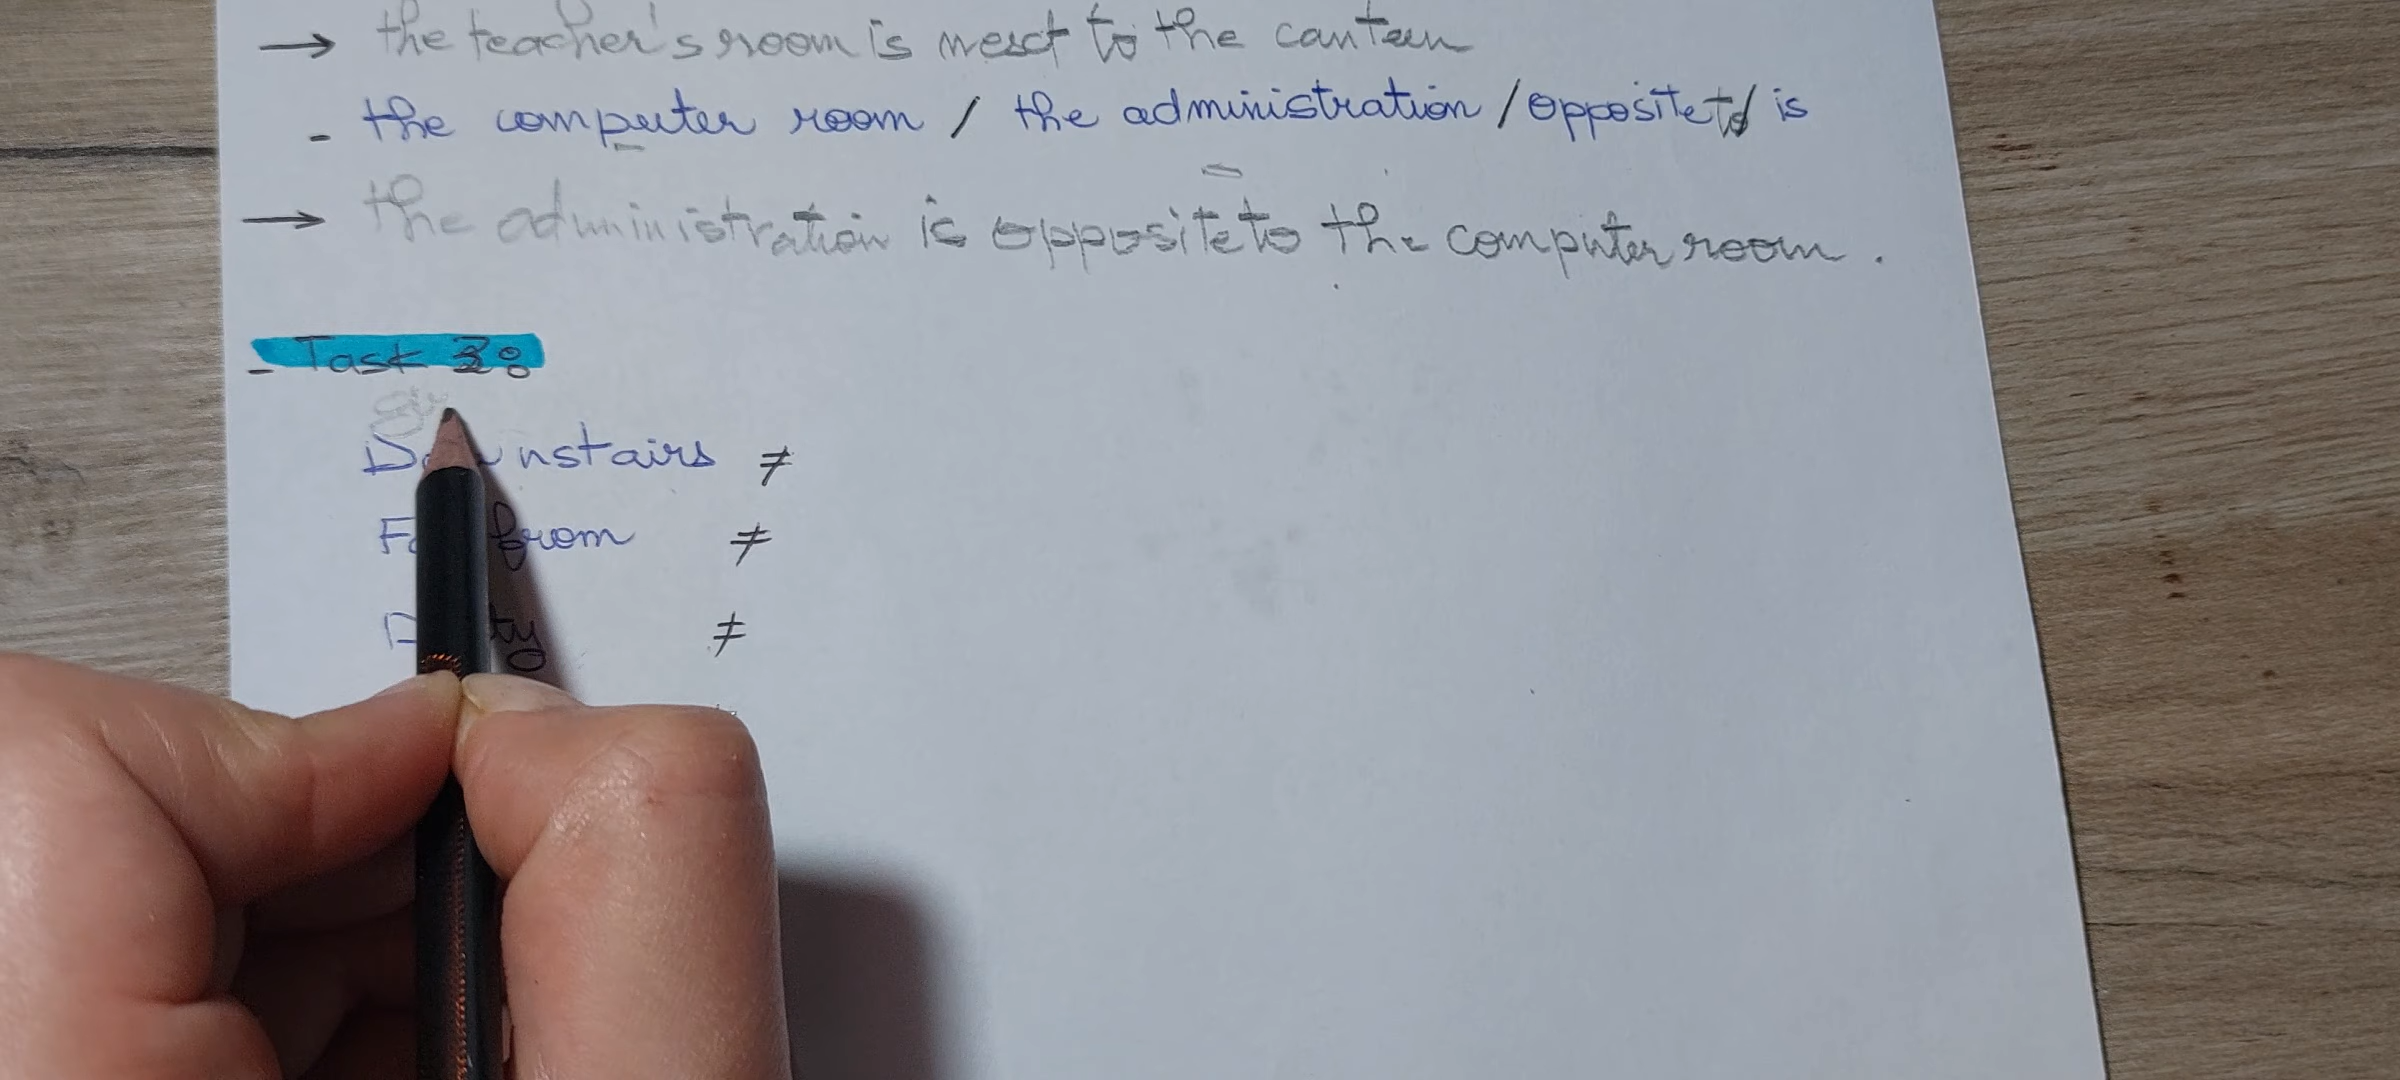 → the teacher's room is next to the canteen
- the computer room / the administration / opposite to / is
→ the administration is opposite to the computer room .
- Task 3:
Downstairs ≠
from ≠
≠